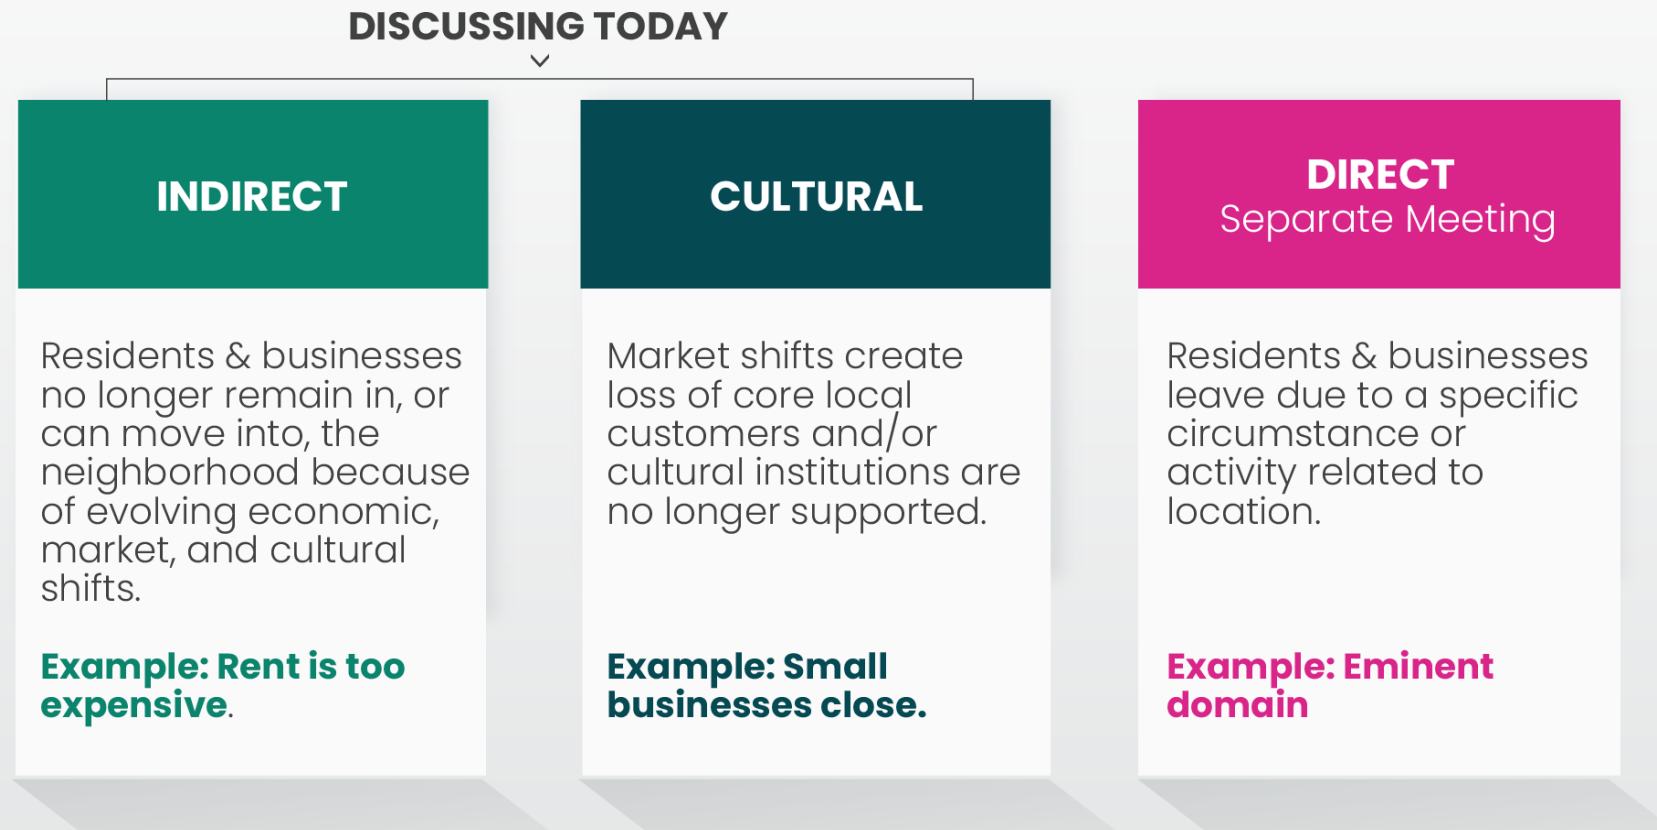 DISCUSSING TODAY
INDIRECT
Residents & businesses
no longer remain in, or
can move into, the
neighborhood because
of evolving economic,
market, and cultural
shifts.
Example: Rent is too
expensive.
CULTURAL
Market shifts create
loss of core local
customers and/or
cultural institutions are
no longer supported.
Example: Small
businesses close.
DIRECT
Separate Meeting
Residents & businesses
leave due to a specific
circumstance or
activity related to
location.
Example: Eminent
domain